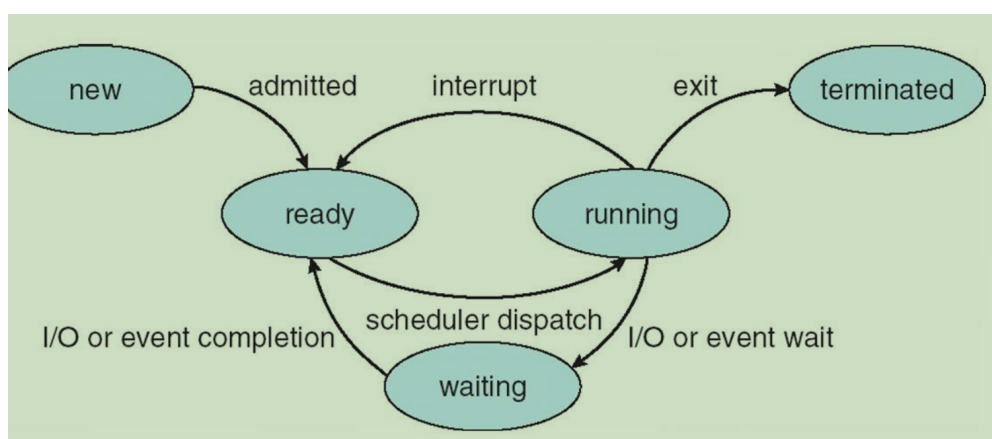 new
admitted
interrupt
exit
terminated
ready
running
scheduler dispatch
I/O or event completion
I/O or event wait
waiting